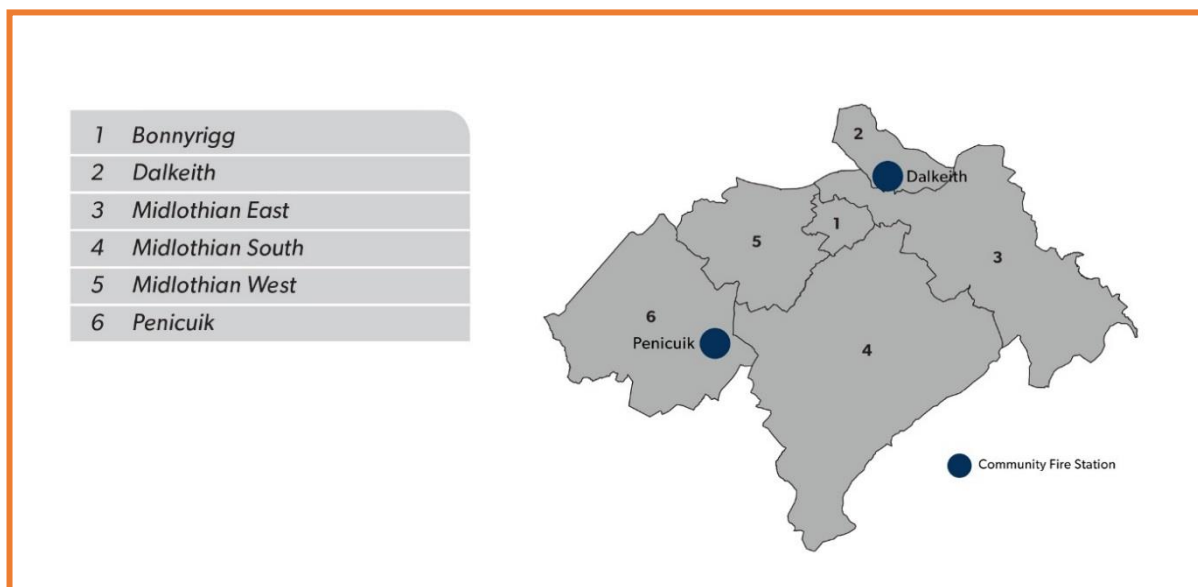 1 Bonnyrigg
2 Dalkeith
3 Midlothian East
4 Midlothian South
5 Midlothian West
6 Penicuik
2
Dalkeith
1
5
3
6
Penicuik
4
Community Fire Station